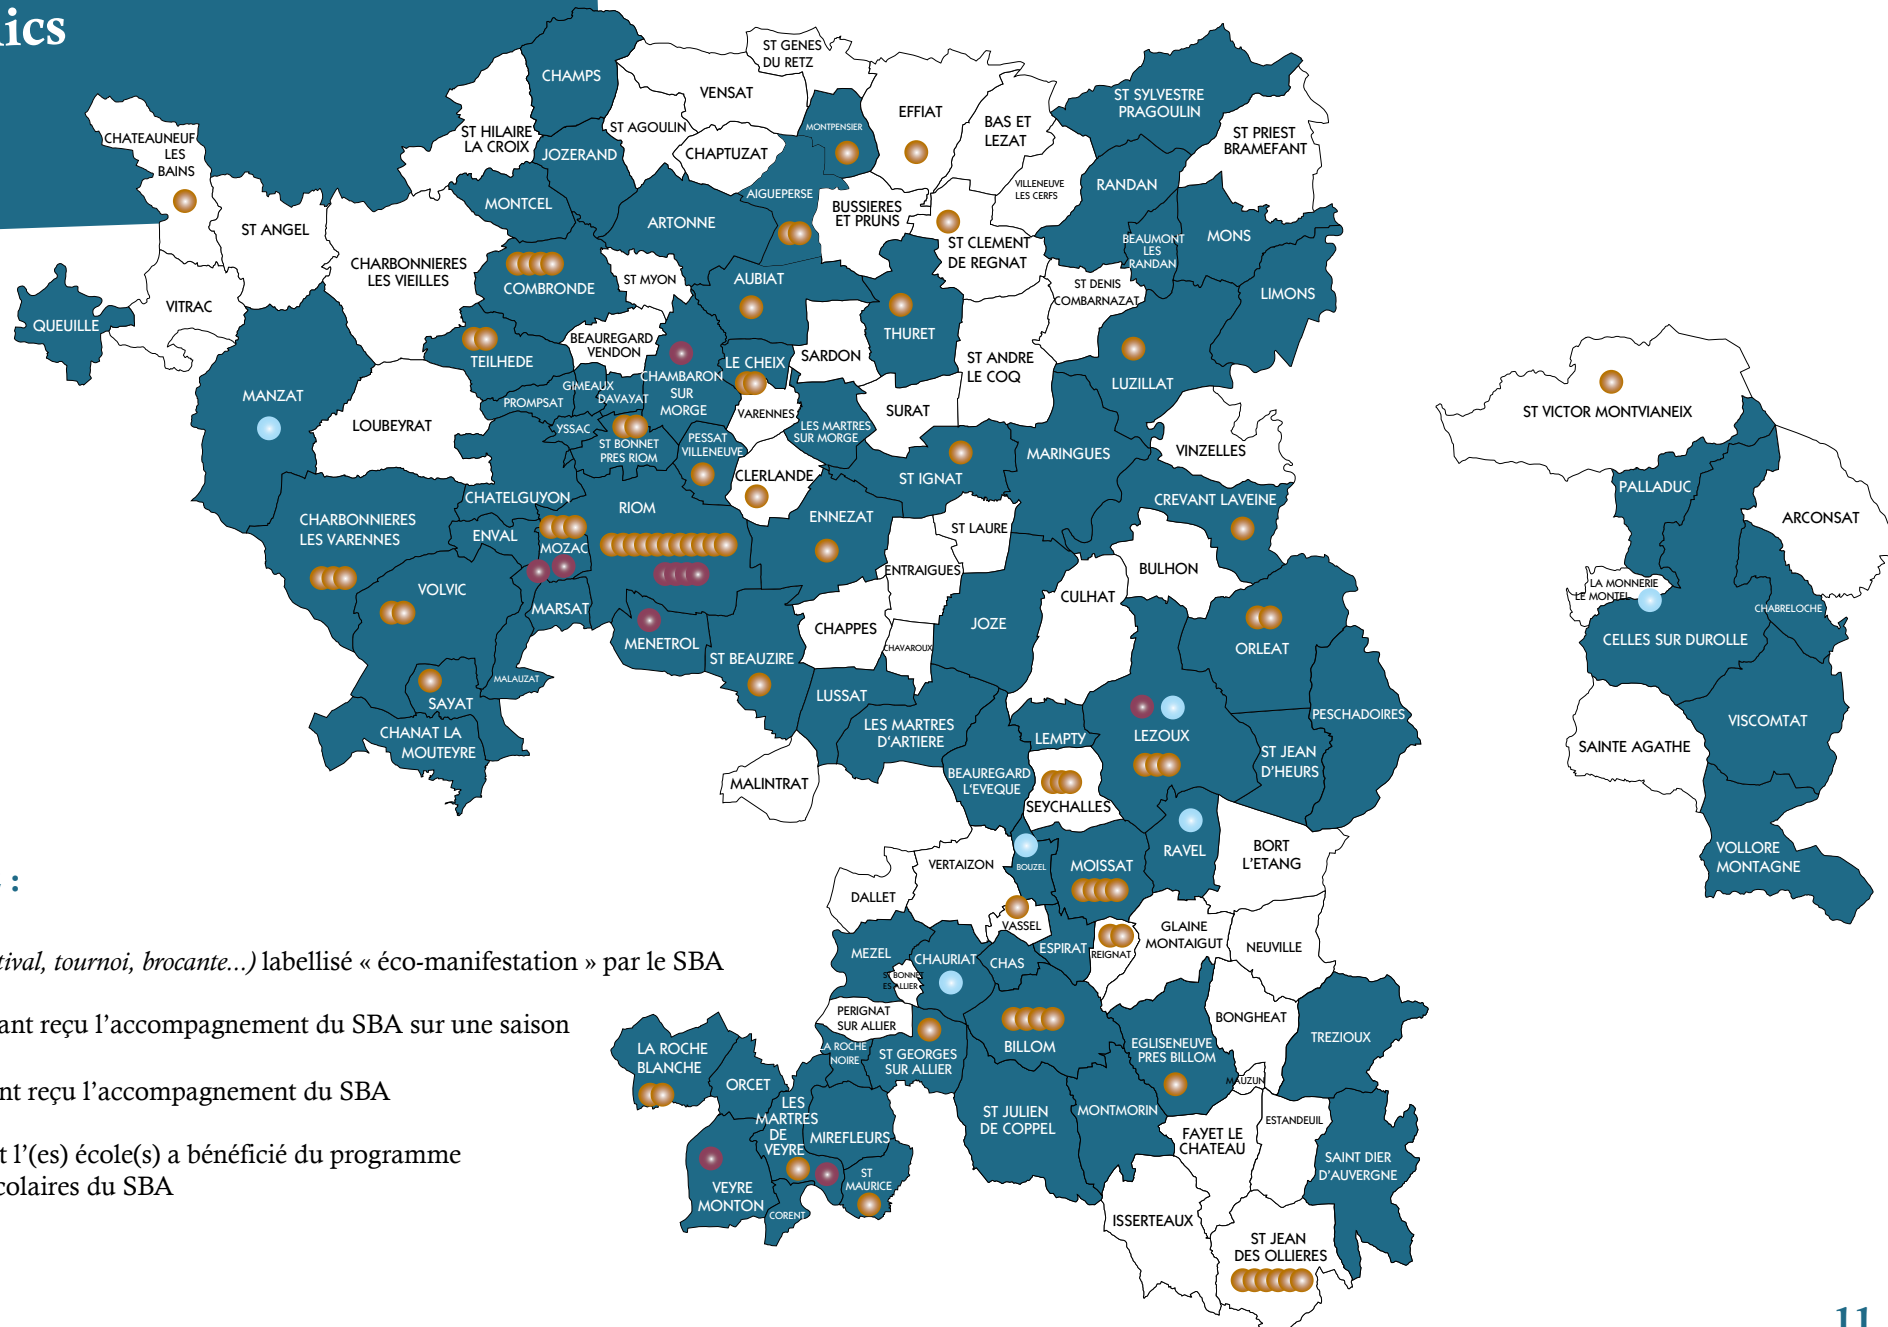 ics
ST GENES
DU RETZ
CHAMPS
VENSAT
ST SYLVESTRE
PRAGOULIN
EFFIAT
BAS ET
LEZAT
CHATEAUNEUF
LES
BAINS
ST HILAIRE
LA CROIX
ST AGOULIN
MONTPENSIER
ST PRIEST
BRAMEFANT
JOZERAND
CHAPTUZAT
VILLENEUVE
LES CERFS
RANDAN
MONTCEL
AIGUEPERSE
BUSSIERES
ET PRUNS
ST ANGEL
ARTONNE
ST CLEMENT
DE REGNAT
BEAUMONT
LES
RANDAN
MONS
CHARBONNIERES
LES VIEILLES
COMBRONDE
ST MYON
AUBIAT
ST DENIS
COMBARNAZAT
LIMONS
VITRAC
QUEUILLE
THURET
BEAUREGARD
VENDON
TEILHEDE
LE CHEIX
SARDON
ST ANDRE
LE COQ
LUZILLAT
MANZAT
GIMEAUX
CHAMBARON
SUR
MORGE
DAVAYAT
PROMPSAT
VARENNES
SURAT
ST VICTOR MONTVIANEIX
LOUBEYRAT
YSSAC
ST BONNET
PRES RIOM
PESSAT
VILLENEUVE
LES MARTRES
SUR MORGE
MARINGUES
VINZELLES
CLERLANDE
ST IGNAT
PALLADUC
CHATELGUYON
RIOM
CREVANT LAVEINE
ARCONSAT
CHARBONNIERES
LES VARENNES
ENNEZAT
ST LAURE
ENVAL
MOZAC
ENTRAIGUES
BULHON
LA MONNERIE
LE MONTEL
VOLVIC
CULHAT
MARSAT
CHABRELOCHE
CHAPPES
JOZE
CELLES SUR DUROLLE
MENETROL
CHAVAROUX
ORLEAT
ST BEAUZIRE
MALAUZAT
LUSSAT
SAYAT
PESCHADOIRES
VISCOMTAT
CHANAT LA
MOUTEYRE
LES MARTRES
D'ARTIERE
LEMPTY
LEZOUX
SAINTE AGATHE
ST JEAN
D'HEURS
BEAUREGARD
L'EVEQUE
MALINTRAT
SEYCHALLES
VOLLORE
MONTAGNE
RAVEL
BORT
L'ETANG
VERTAIZON
BOUZEL
MOISSAT
DALLET
VASSEL
GLAINE
MONTAIGUT
NEUVILLE
ESPIRAT
REIGNAT
MEZEL
CHAURIAT
CHAS
ST BONNET
ES ALLIER
PERIGNAT
SUR ALLIER
BONGHEAT
TREZIOUX
LA ROCHE
BLANCHE
LA ROCHE
NOIRE
ST GEORGES
SUR ALLIER
BILLOM
EGLISENEUVE
PRES BILLOM
MAUZUN
ORCET
LES
MARTRES
DE
VEYRE
MIREFLEURS
ST JULIEN
DE COPPEL
MONTMORIN
ESTANDEUIL
FAYET LE
CHATEAU
SAINT DIER
D'AUVERGNE
VEYRE
MONTON
ST
MAURICE
CORENT
ISSERTEAUX
ST JEAN
DES OLLIERES
:
tival, tournoi, brocante...) labellisé « éco-manifestation » par le SBA
ant reçu l'accompagnement du SBA sur une saison
nt reçu l'accompagnement du SBA
t l'(es) école(s) a bénéficié du programme
colaires du SBA
11